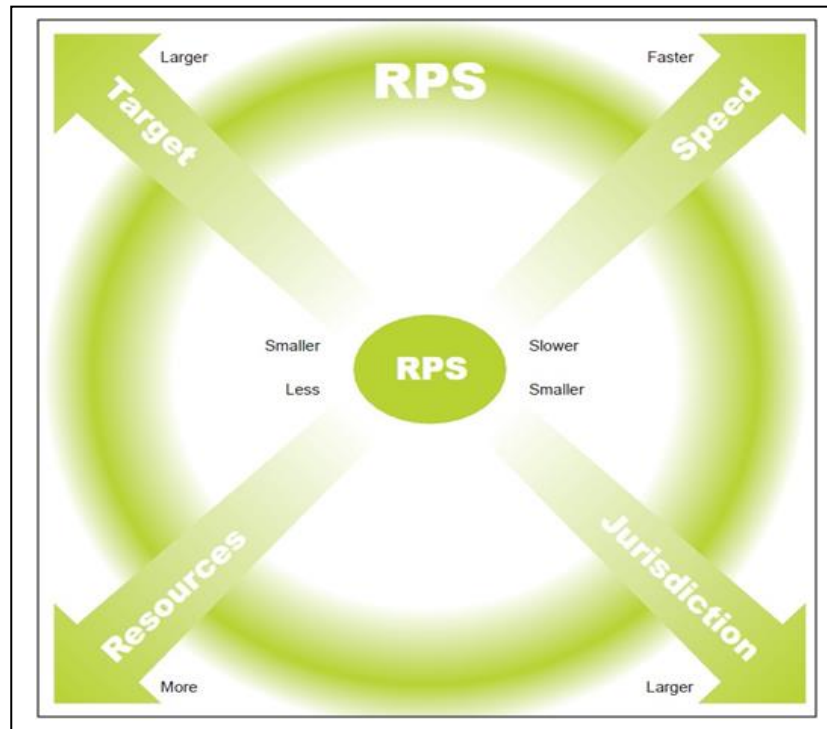 Larger
RPS
Faster
Target
Speed
Smaller
Slower
RPS
Less
Smaller
Resources
Jurisdiction
More
Larger